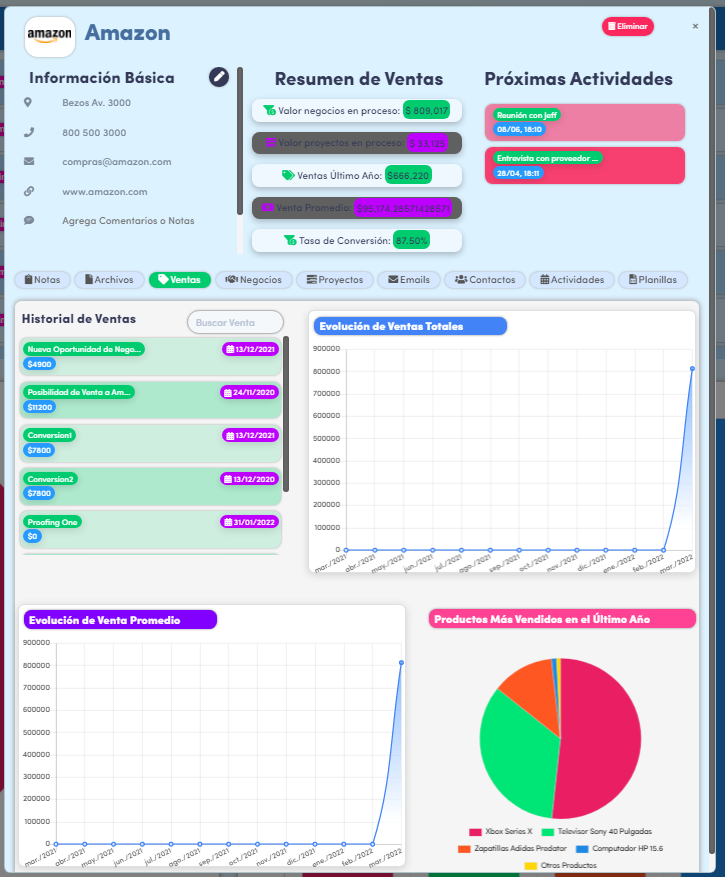 amazon
Amazon
Eliminar
×
Información Básica
Bezos Av. 3000
800 500 3000
compras@amazon.com
www.amazon.com
Agrega Comentarios o Notas
Resumen de Ventas
Valor negocios en proceso: $ 809,017
Valor proyectos en proceso: $ 33,125
Ventas Último Año: $666,220
Venta Promedio: $95,174.28571428571
Tasa de Conversión: 87.50%
Próximas Actividades
Reunión con Jeff
08/06, 18:10
Entrevista con proveedor ...
28/04, 18:11
Notas
Archivos
Ventas
Negocios
Proyectos
Emails
Contactos
Actividades
Planillas
Historial de Ventas
Buscar Venta
Nueva Oportunidad de Nego...
13/12/2021
$4900
Posibilidad de Venta a Am...
24/11/2020
$11200
Conversion1
13/12/2021
$7800
Conversion2
13/12/2020
$7800
Proofing One
31/01/2022
$0
Evolución de Ventas Totales
900000
800000
700000
600000
500000
400000
300000
200000
100000
0
mar./2021
abr./2021
may./2021
jun./2021
jul./2021
ago./2021
sep./2021
oct./2021
nov./2021
dic./2021
ene./2022
feb./2022
mar./2022
Evolución de Venta Promedio
900000
800000
700000
600000
500000
400000
300000
200000
100000
0
mar./2021
abr./2021
may./2021
jun./2021
jul./2021
ago./2021
sep./2021
oct./2021
nov./2021
dic./2021
ene./2022
feb./2022
mar./2022
Productos Más Vendidos en el Último Año
Xbox Series X
Televisor Sony 40 Pulgadas
Zapatillas Adidas Predator
Computador HP 15.6
Otros Productos